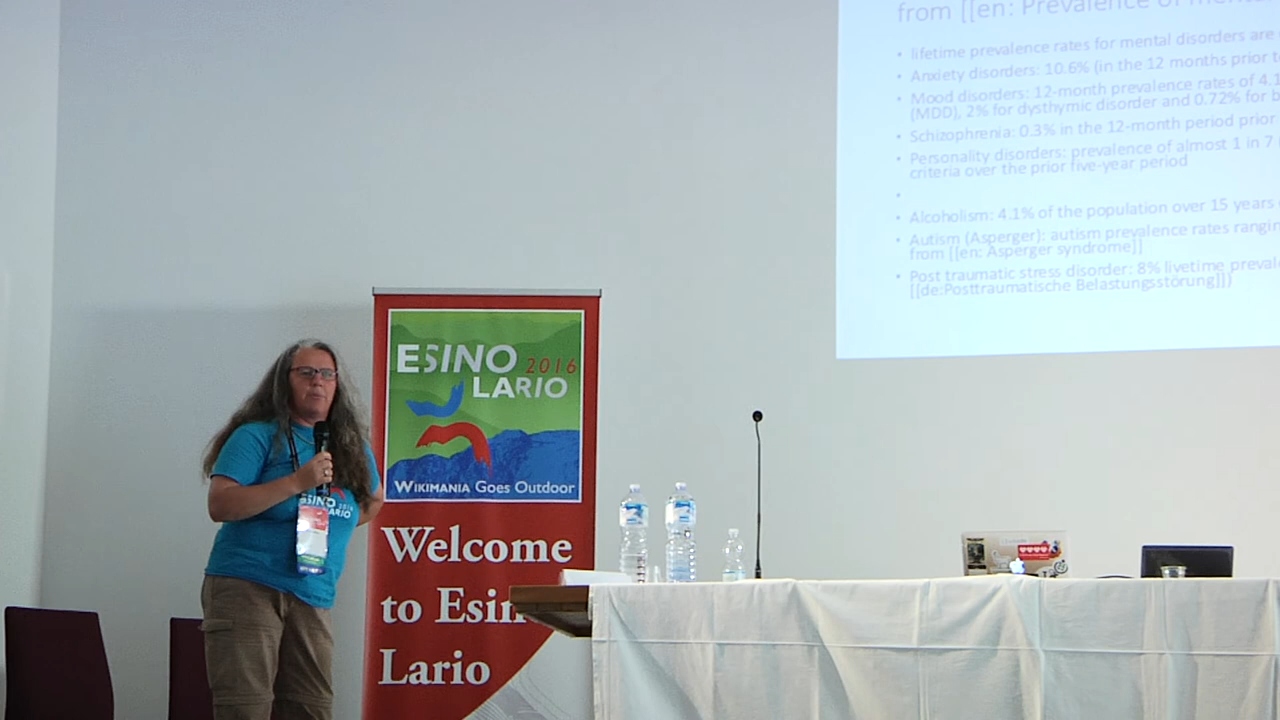 from [[en: Prevalence of mental
• lifetime prevalence rates for mental disorders are
• Anxiety disorders: 10.6% (in the 12 months prior
• Mood disorders: 12-month prevalence rates of 4.1
(MDD), 2% for dysthymic disorder and 0.72% for
• Schizophrenia: 0.3% in the 12-month period prior
• Personality disorders: prevalence of almost 1 in 7
criteria over the prior five-year period
•
• Alcoholism: 4.1% of the population over 15 years
• Autism (Asperger): autism prevalence rates
from [[en: Asperger syndrome]]
• Post traumatic stress disorder: 8% livetime
[[de:Posttraumatische Belastungsstörung]])
ESINO 2016
LARIO
WIKIMANIA Goes Outdoor
Welcome
to Esin
Lario
ESINO 2016
LARIO